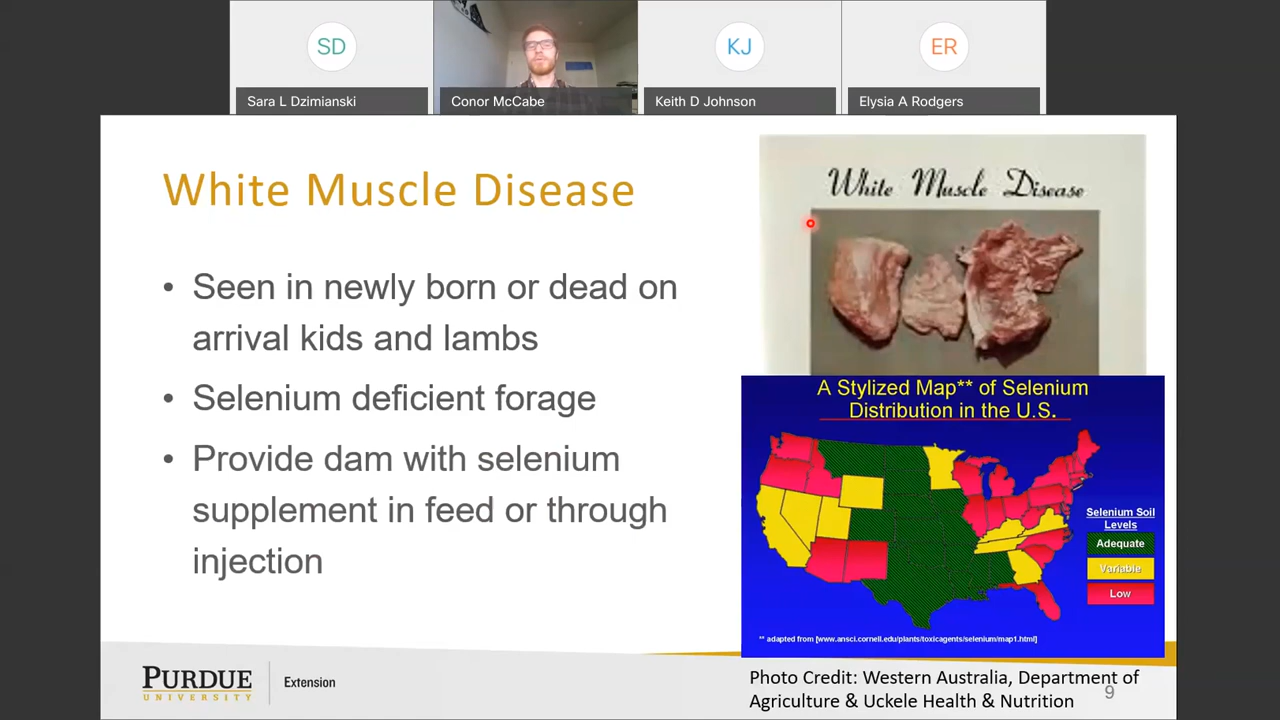 SD
KJ
ER
Sara L Dzimianski
Conor McCabe
Keith D Johnson
Elysia A Rodgers
White Muscle Disease
• Seen in newly born or dead on
arrival kids and lambs
• Selenium deficient forage
• Provide dam with selenium
supplement in feed or through
injection
White Muscle Disease
A Stylized Map** of Selenium
Distribution in the U.S.
Selenium Soil
Levels
Adequate
Variable
Low
** adapted from [www.ansci.cornell.edu/plants/toxicagents/selenium/map1.html]
PURDUE
UNIVERSITY
Extension
Photo Credit: Western Australia, Department of
Agriculture & Uckele Health & Nutrition
9